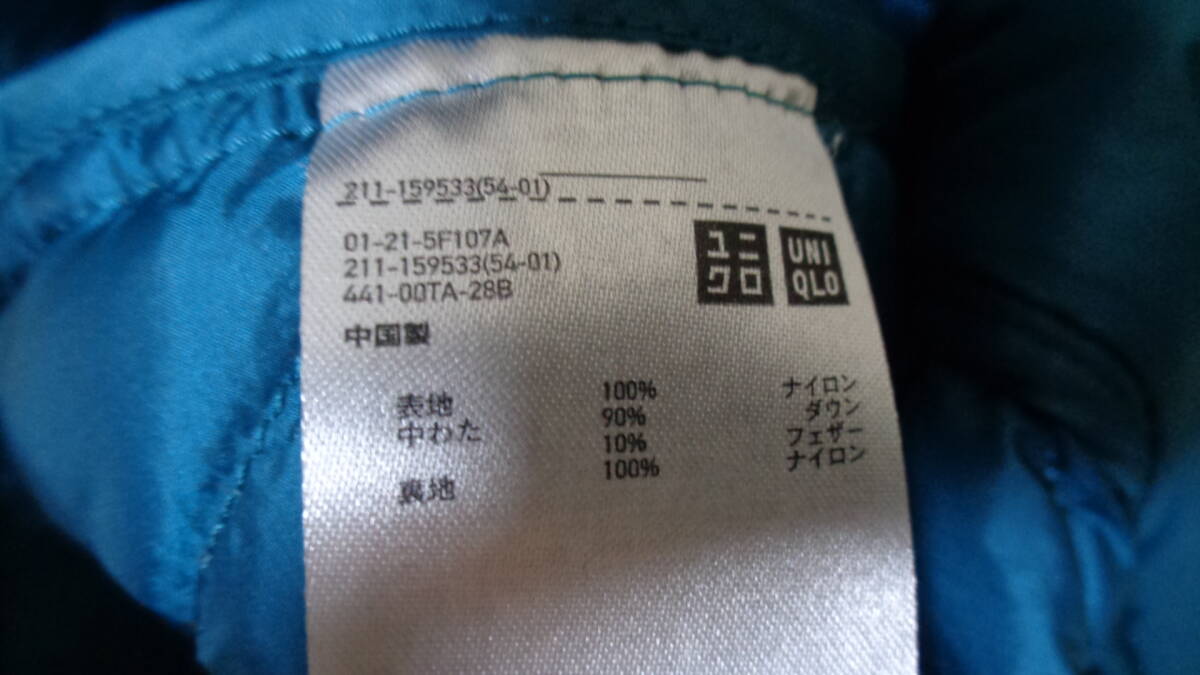 211-159533(54-01)
01-21-5F107A
211-159533(54-01)
441-00TA-28B
ユニクロ
UNIQLO
中国製
表地 100% ナイロン
中わた 90% ダウン
10% フェザー
裏地 100% ナイロン